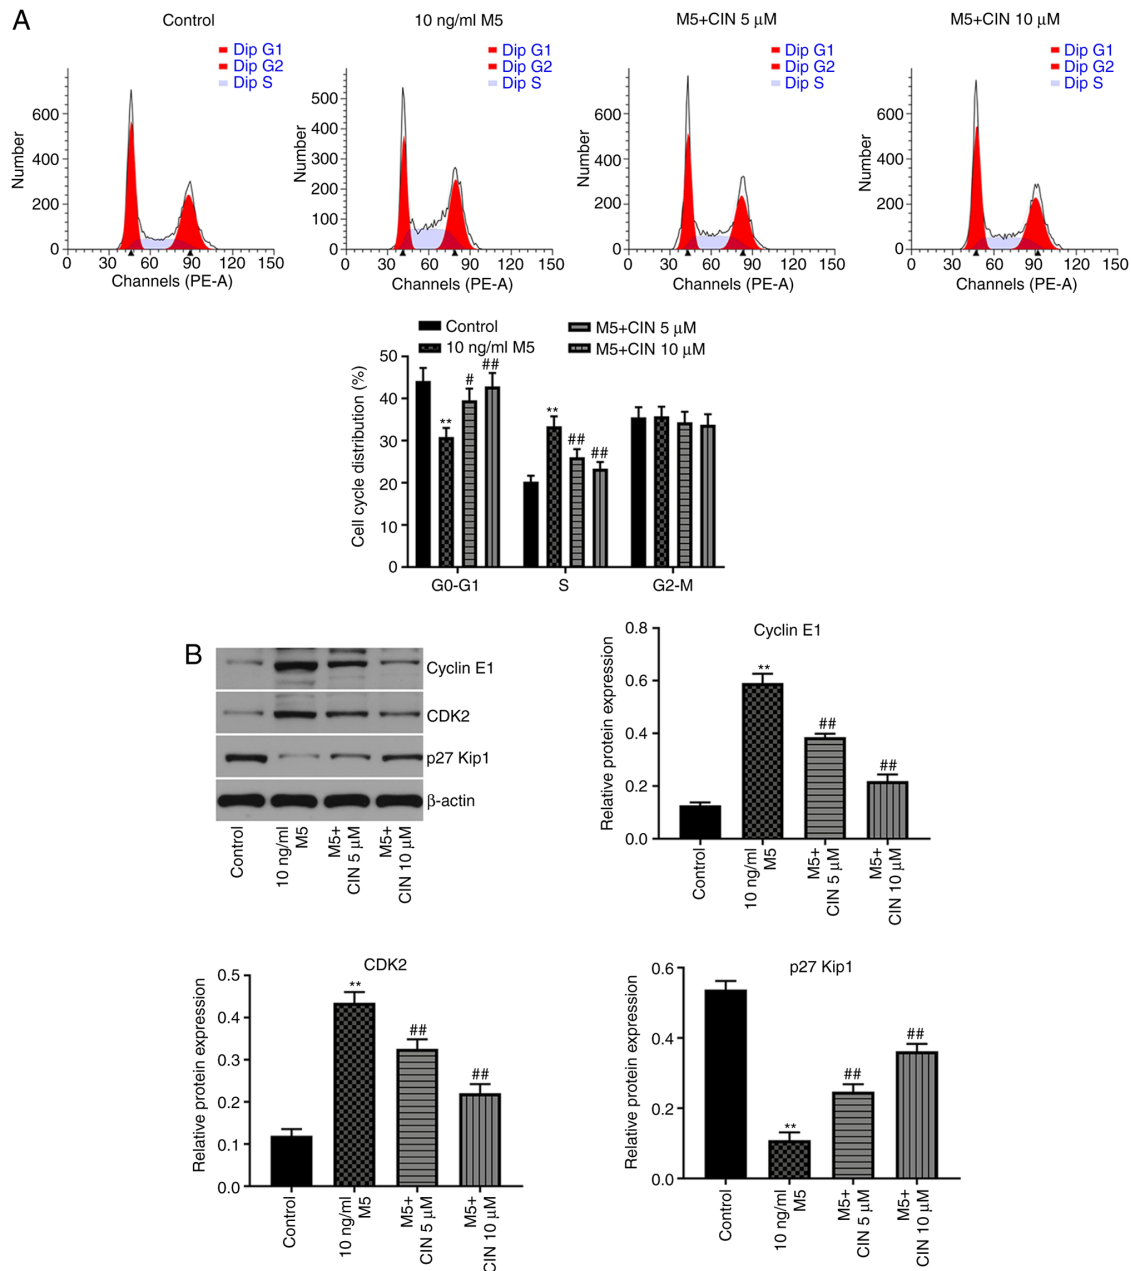 A
Control
10 ng/ml M5
M5+CIN 5 µM
M5+CIN 10 µM
Dip G1
Dip G2
Dip S
Number
600
400
200
0
0 30 60 90 120 150
Channels (PE-A)
Dip G1
Dip G2
Dip S
Number
500
400
300
200
100
0
0 30 60 90 120 150
Channels (PE-A)
Dip G1
Dip G2
Dip S
Number
600
400
200
0
0 30 60 90 120 150
Channels (PE-A)
Dip G1
Dip G2
Dip S
Number
600
400
200
0
0 30 60 90 120 150
Channels (PE-A)
Control
10 ng/ml M5
M5+CIN 5 µM
M5+CIN 10 µM
Cell cycle distribution (%)
50
40
30
20
10
0
**
#
##
**
##
##
G0-G1
S
G2-M
B
Cyclin E1
CDK2
p27 Kip1
β-actin
Control
10 ng/ml
M5
M5+
CIN 5 µM
M5+
CIN 10 µM
Cyclin E1
Relative protein expression
0.8
0.6
0.4
0.2
0.0
**
##
##
Control
10 ng/ml
M5
M5+
CIN 5 µM
M5+
CIN 10 µM
CDK2
Relative protein expression
0.5
0.4
0.3
0.2
0.1
0.0
**
##
##
Control
10 ng/ml
M5
M5+
CIN 5 µM
M5+
CIN 10 µM
p27 Kip1
Relative protein expression
0.6
0.4
0.2
0.0
**
##
##
Control
10 ng/ml
M5
M5+
CIN 5 µM
M5+
CIN 10 µM